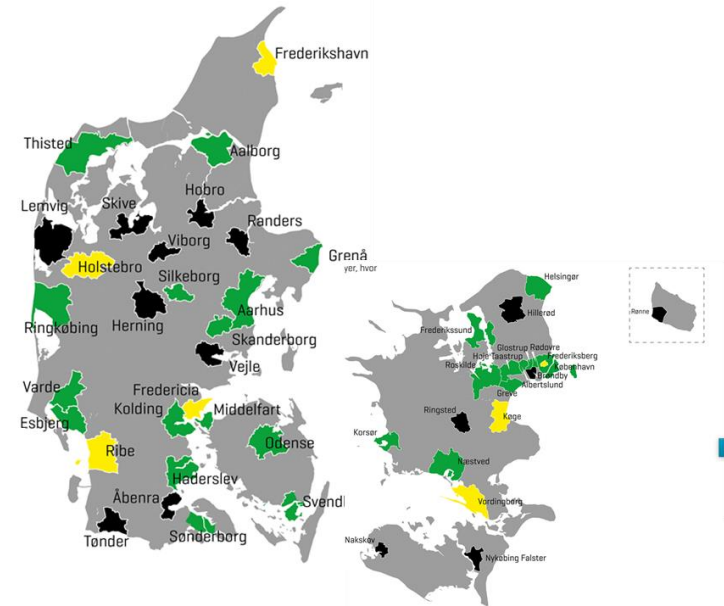 Frederikshavn
Thisted
Aalborg
Hobro
Lemvig
Skive
Randers
Viborg
Grenå
Holstebro
Silkeborg
Aarhus
Ringkøbing
Herning
Skanderborg
Vejle
Varde
Fredericia
Kolding
Middelfart
Esbjerg
Odense
Ribe
Haderslev
Åbenra
Svendl
Tønder
Sønderborg
yer, hvor
Helsingør
Hillerød
Rønne
Frederikssund
Glostrup Rødovre
Høje Taastrup
Frederiksberg
Roskilde
København
Brøndby
Albertslund
Greve
Ringsted
Køge
Korsør
Næstved
Vordingborg
Nakskov
Nykøbing Falster